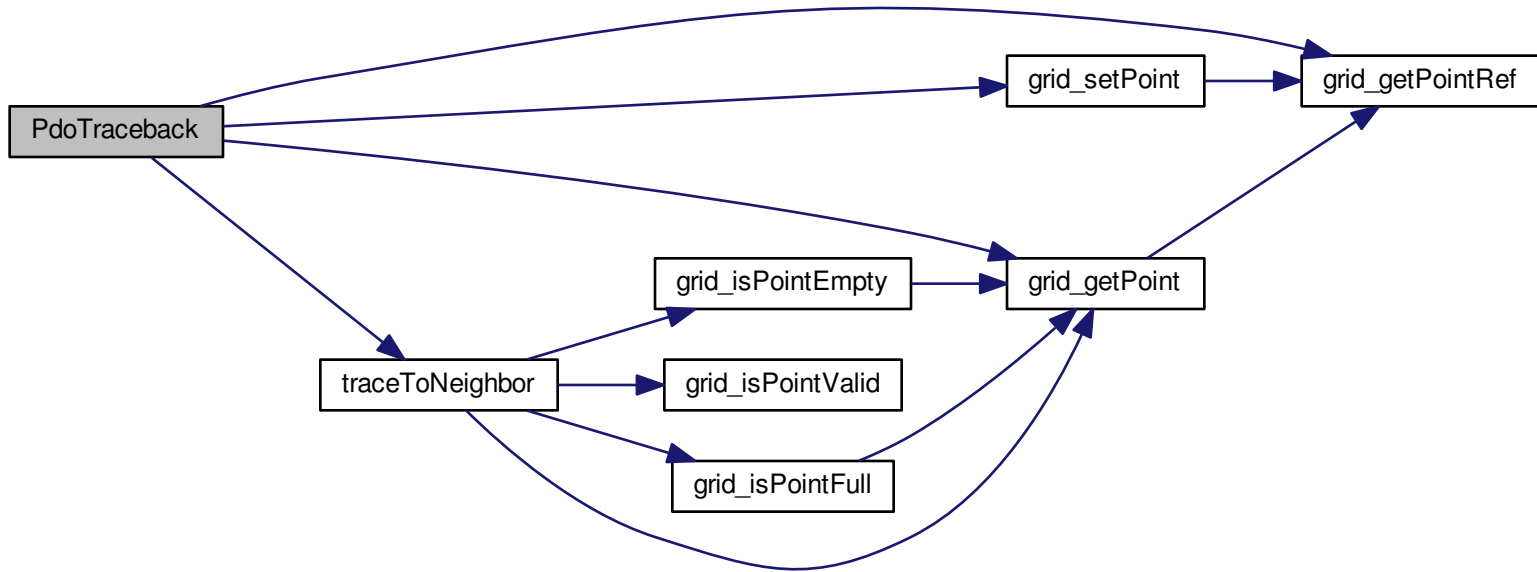 grid_setPoint
grid_getPointRef
PdoTraceback
grid_isPointEmpty
grid_getPoint
traceToNeighbor
grid_isPointValid
grid_isPointFull